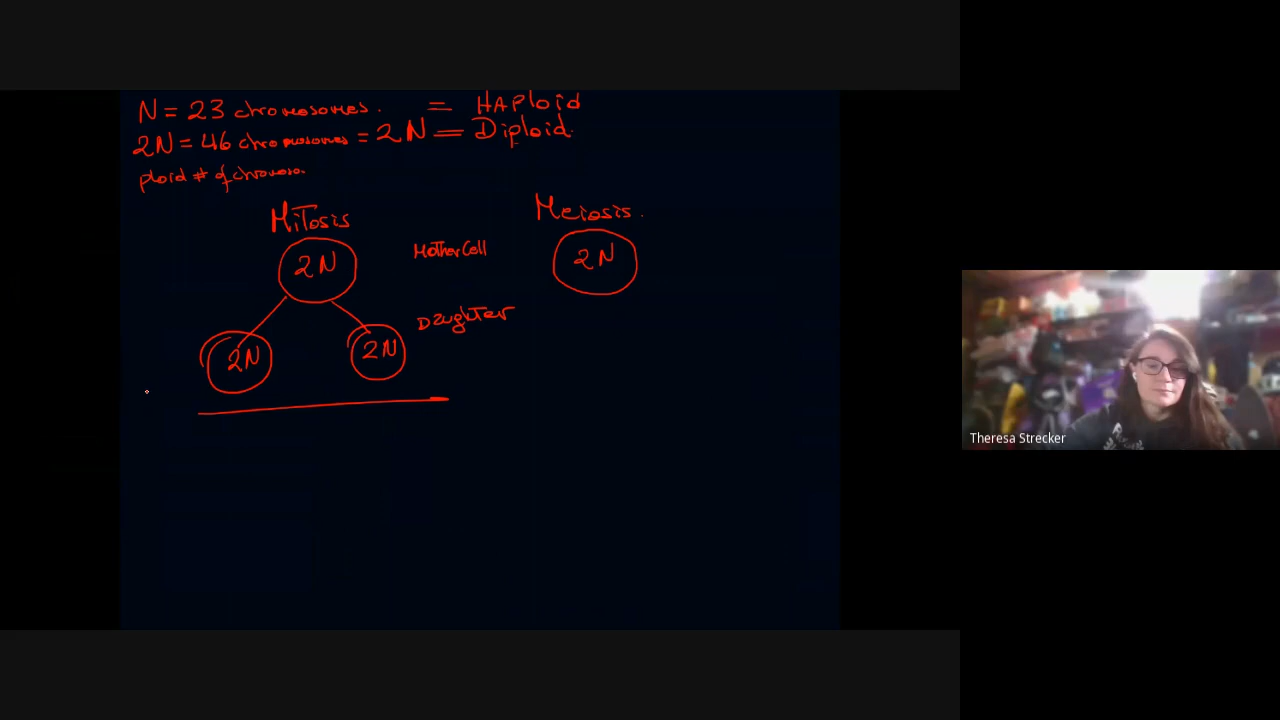 N = 23 chromosomes. = HAPloid
2N = 46 chromosomes = 2N = Diploid.
ploid # of chromoso.
Mitosis
Meiosis.
2N
Mother Cell
2N
Daughter
2N
2N
Theresa Strecker